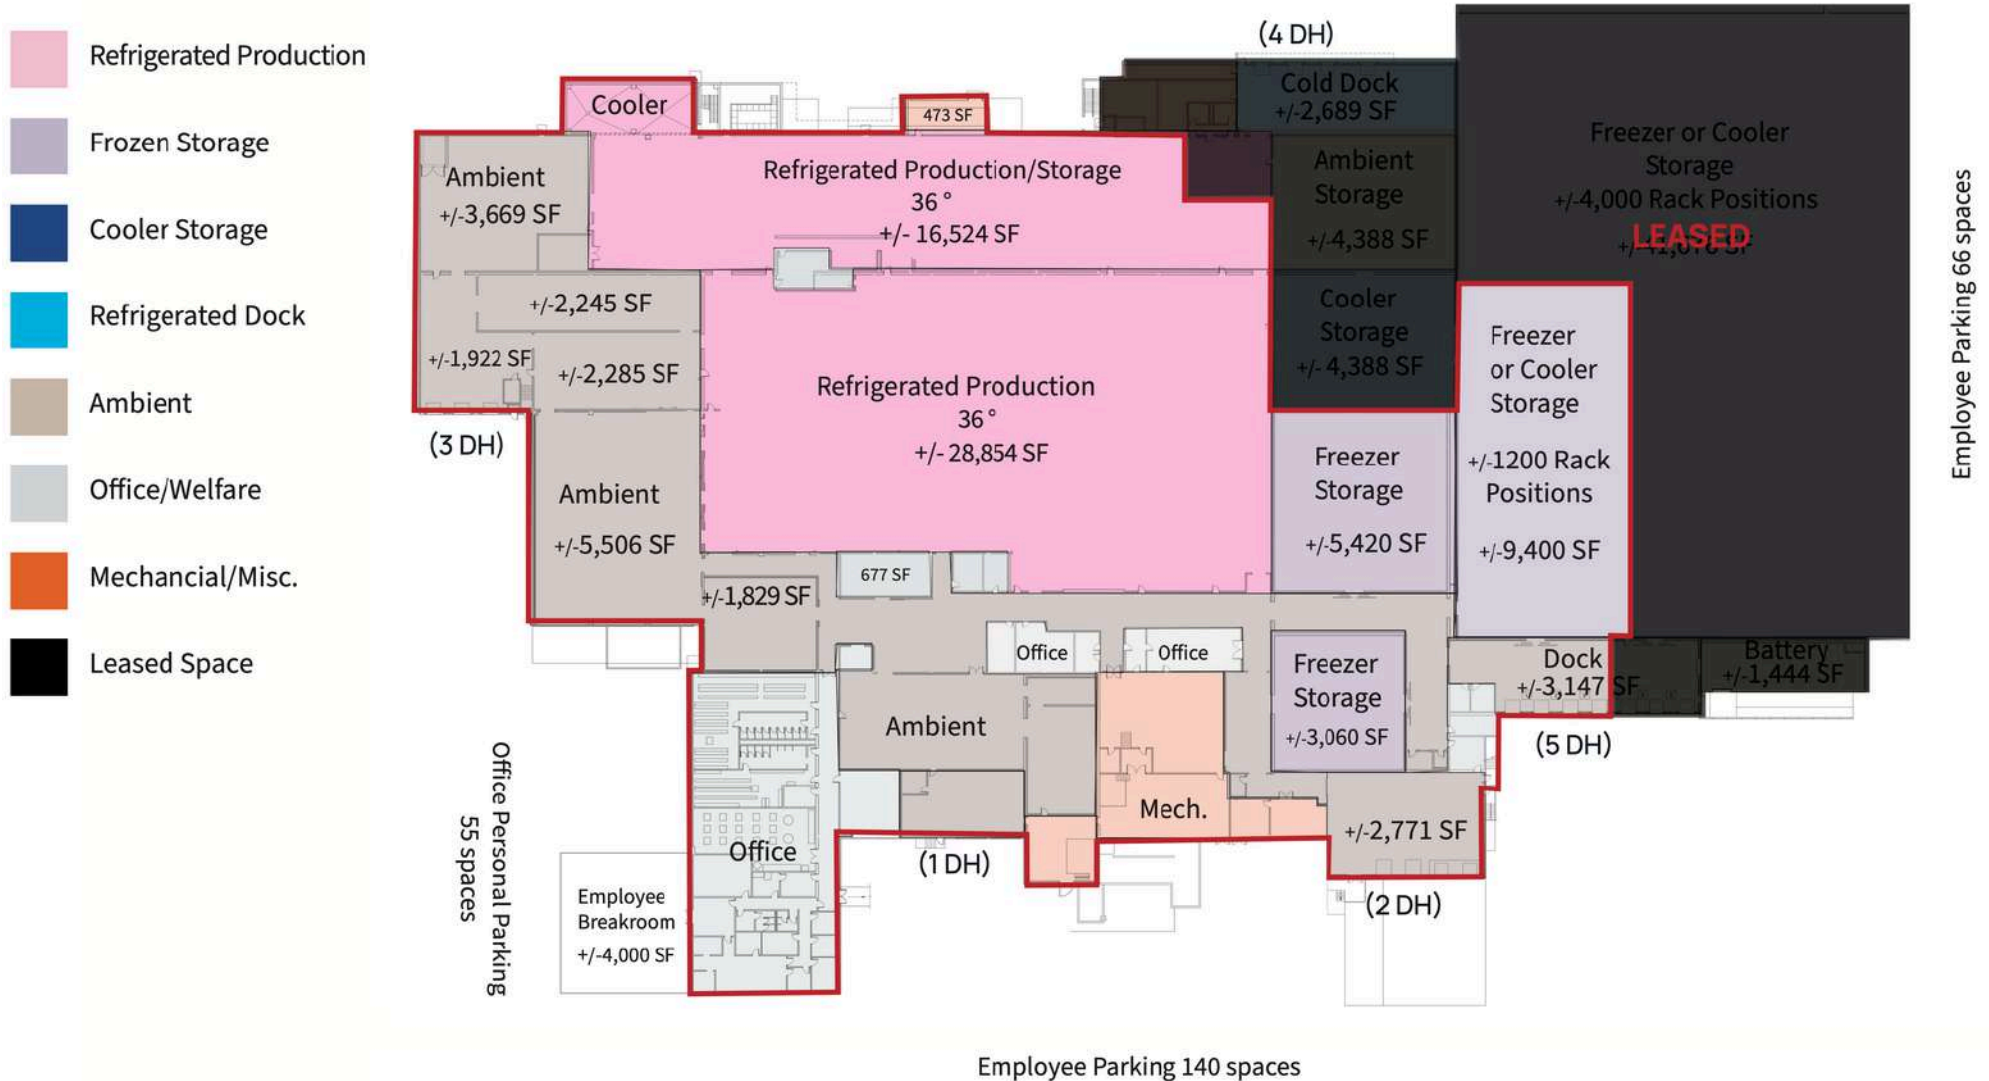 Refrigerated Production
Frozen Storage
Cooler Storage
Refrigerated Dock
Ambient
Office/Welfare
Mechancial/Misc.
Leased Space
(4 DH)
Cooler
473 SF
Cold Dock
+/-2,689 SF
Ambient
+/-3,669 SF
Refrigerated Production/Storage
36 °
+/- 16,524 SF
Ambient
Storage
+/-4,388 SF
Freezer or Cooler
Storage
+/-4,000 Rack Positions
LEASED
+/-2,245 SF
+/-1,922 SF
+/-2,285 SF
(3 DH)
Refrigerated Production
36 °
+/- 28,854 SF
Cooler
Storage
+/- 4,388 SF
Freezer
or Cooler
Storage
+/-1200 Rack
Positions
+/-9,400 SF
Freezer
Storage
+/-5,420 SF
Ambient
+/-5,506 SF
+/-1,829 SF
677 SF
Office
Office
Freezer
Storage
+/-3,060 SF
Dock
+/-3,147 SF
Battery
+/-1,444 SF
(5 DH)
Ambient
Mech.
+/-2,771 SF
(2 DH)
(1 DH)
Office
Employee
Breakroom
+/-4,000 SF
Office Personal Parking
55 spaces
Employee Parking 66 spaces
Employee Parking 140 spaces